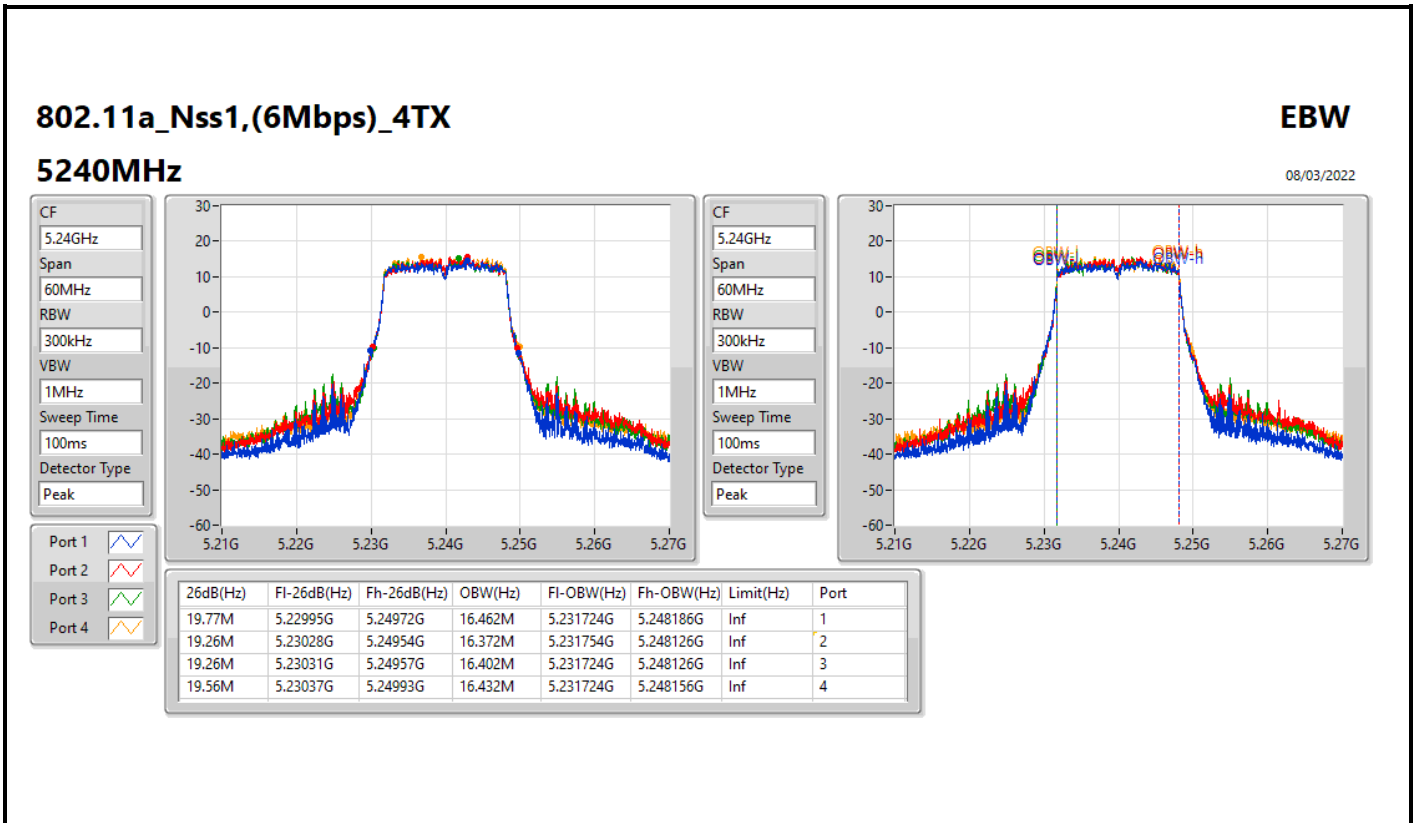 802.11a_Nss1,(6Mbps)_4TX EBW
5240MHz 08/03/2022
CF
5.24GHz
Span
60MHz
RBW
300kHz
VBW
1MHz
Sweep Time
100ms
Detector Type
Peak
30
20
10
0
-10
-20
-30
-40
-50
-60
5.21G 5.22G 5.23G 5.24G 5.25G 5.26G 5.27G
CF
5.24GHz
Span
60MHz
RBW
300kHz
VBW
1MHz
Sweep Time
100ms
Detector Type
Peak
30
20
10
0
-10
-20
-30
-40
-50
-60
OBW-l OBW-h
OBW-l OBW-h
5.21G 5.22G 5.23G 5.24G 5.25G 5.26G 5.27G
Port 1
Port 2
Port 3
Port 4
26dB(Hz) Fl-26dB(Hz) Fh-26dB(Hz) OBW(Hz) Fl-OBW(Hz) Fh-OBW(Hz) Limit(Hz) Port
19.77M 5.22995G 5.24972G 16.462M 5.231724G 5.248186G Inf 1
19.26M 5.23028G 5.24954G 16.372M 5.231754G 5.248126G Inf 2
19.26M 5.23031G 5.24957G 16.402M 5.231724G 5.248126G Inf 3
19.56M 5.23037G 5.24993G 16.432M 5.231724G 5.248156G Inf 4